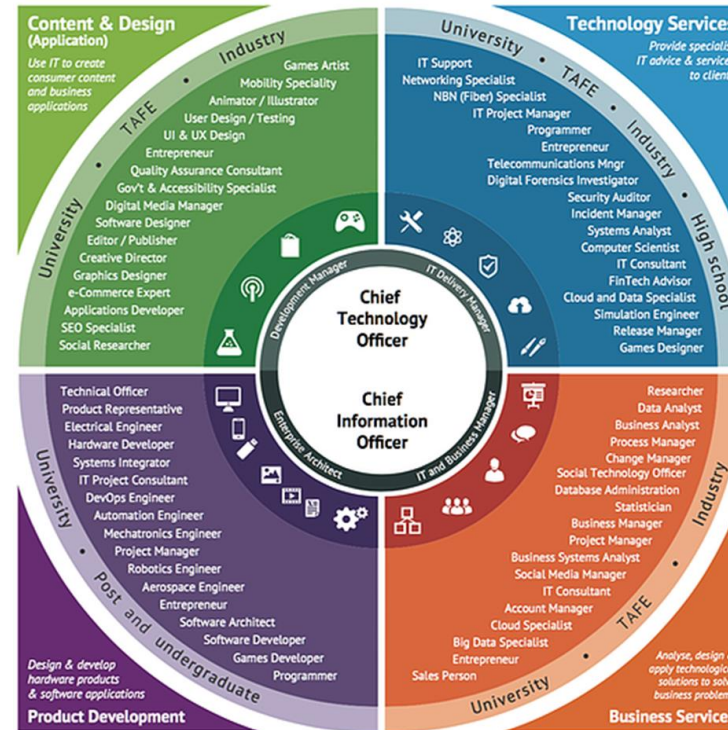 Content & Design
(Application)
Use IT to create
consumer content
and business
applications
University • TAFE • Industry
Games Artist
Mobility Speciality
Animator / Illustrator
User Design / Testing
UI & UX Design
Entrepreneur
Quality Assurance Consultant
Gov't & Accessibility Specialist
Digital Media Manager
Software Designer
Editor / Publisher
Creative Director
Graphics Designer
e-Commerce Expert
Applications Developer
SEO Specialist
Social Researcher
Technology Service
Provide speciali
IT advice & service
to client
University • TAFE • Industry • High school
IT Support
Networking Specialist
NBN (Fiber) Specialist
IT Project Manager
Programmer
Entrepreneur
Telecommunications Mngr
Digital Forensics Investigator
Security Auditor
Incident Manager
Systems Analyst
Computer Scientist
IT Consultant
FinTech Advisor
Cloud and Data Specialist
Simulation Engineer
Release Manager
Games Designer
Development Manager
IT Delivery Manager
Chief
Technology
Officer
Chief
Information
Officer
Enterprise Architect
IT and Business Manager
Technical Officer
Product Representative
Electrical Engineer
Hardware Developer
Systems Integrator
IT Project Consultant
DevOps Engineer
Automation Engineer
Mechatronics Engineer
Project Manager
Robotics Engineer
Aerospace Engineer
Entrepreneur
Software Architect
Software Developer
Games Developer
Programmer
University • Post and undergraduate
Design & develop
hardware products
& software applications
Product Development
Researcher
Data Analyst
Business Analyst
Process Manager
Change Manager
Social Technology Officer
Database Administration
Statistician
Business Manager
Project Manager
Business Systems Analyst
Social Media Manager
IT Consultant
Account Manager
Cloud Specialist
Big Data Specialist
Entrepreneur
Sales Person
University • TAFE • Industry
Analyse, design
apply technologica
solutions to solv
business problem
Business Service